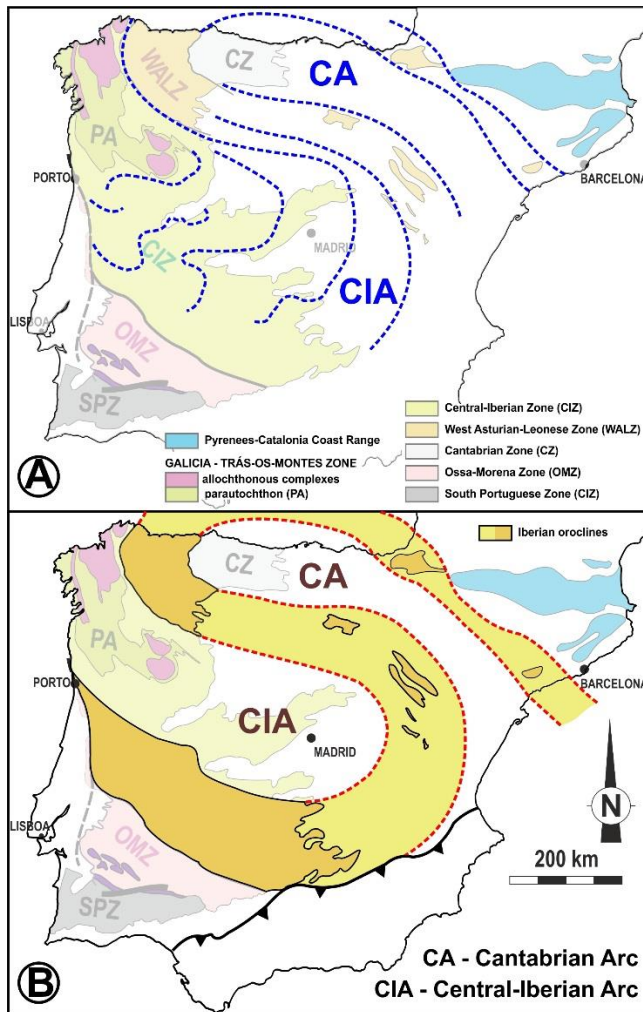 WALZ
CZ
CA
PA
PORTO
BARCELONA
MADRID
CIZ
CIA
LISBOA
OMZ
SPZ
Pyrenees-Catalonia Coast Range
GALICIA - TRÁS-OS-MONTES ZONE
allochthonous complexes
parautochthon (PA)
Central-Iberian Zone (CIZ)
West Asturian-Leonese Zone (WALZ)
Cantabrian Zone (CZ)
Ossa-Morena Zone (OMZ)
South Portuguese Zone (CIZ)
A
Iberian oroclines
CZ
CA
PA
PORTO
BARCELONA
CIA
MADRID
N
LISBOA
OMZ
200 km
SPZ
CA - Cantabrian Arc
CIA - Central-Iberian Arc
B